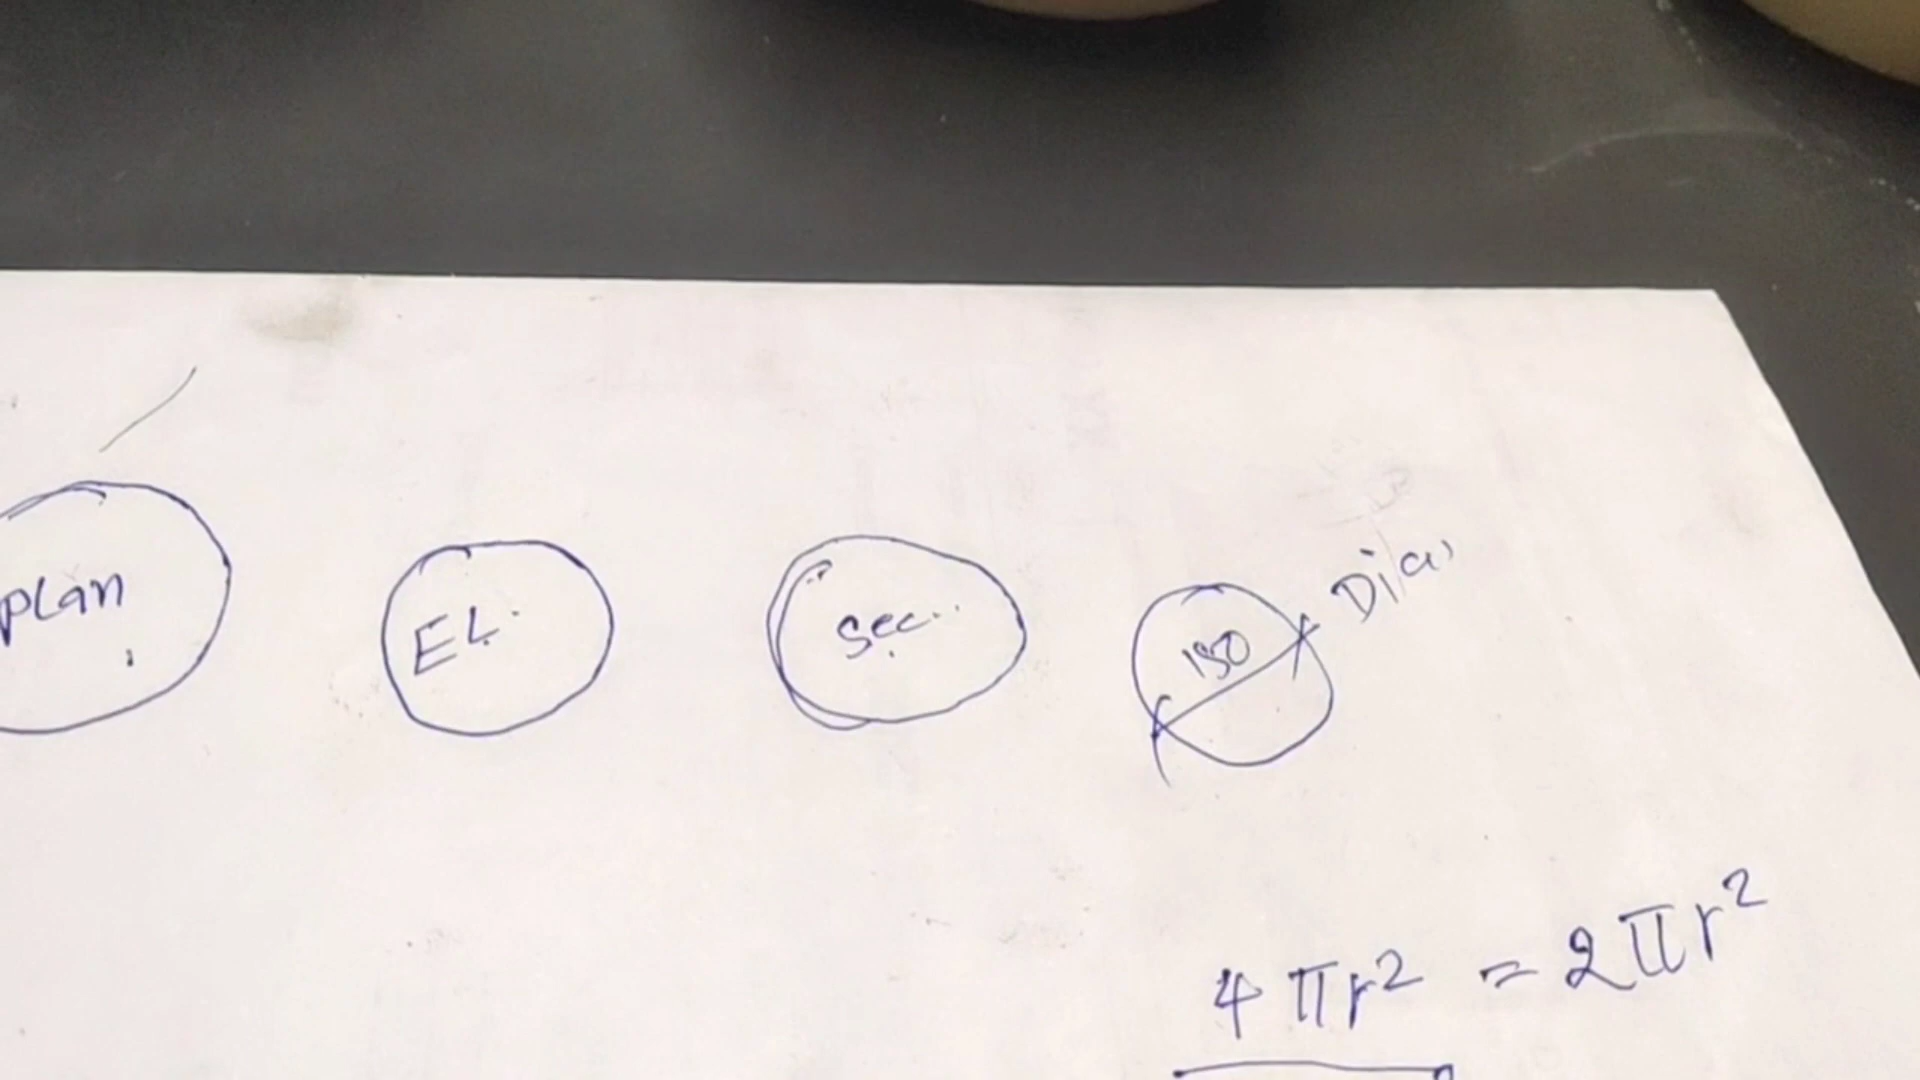 plan
EL.
Sec..
150
Dia,
4πr² = 2πr²